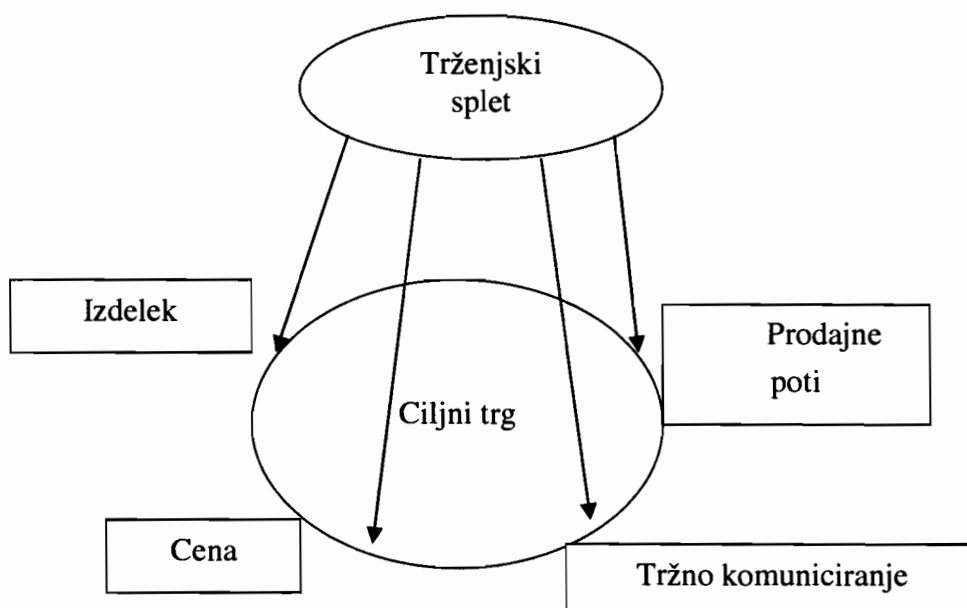 Trženjski
splet
Izdelek
Prodajne
poti
Ciljni trg
Cena
Tržno komuniciranje